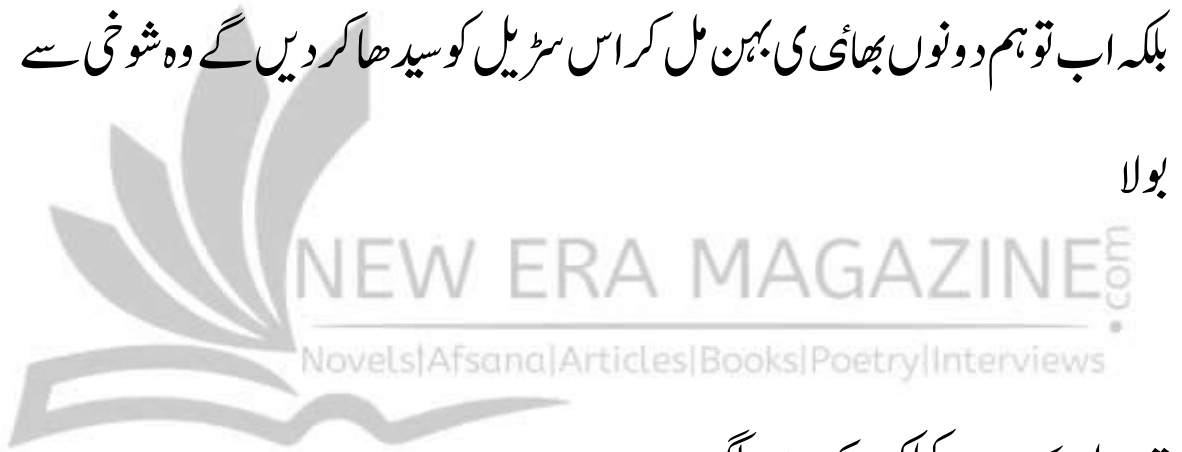 بلکہ اب تو ہم دونوں بھائی ی بہن مل کر اس سڑیل کو سیدھا کر دیں گے وہ شوخی سے
بولا
NEW ERA MAGAZINE.com
Novels|Afsana|Articles|Books|Poetry|Interviews